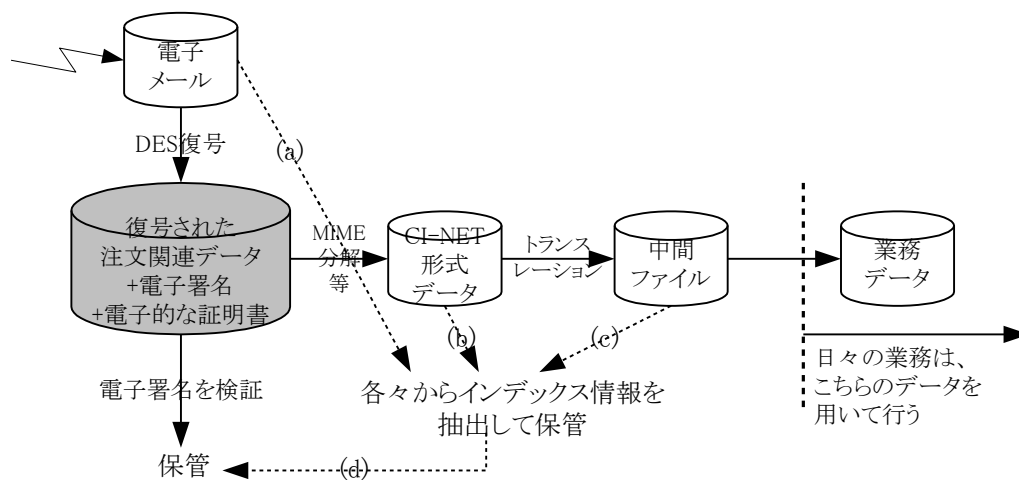 電子
メール
DES復号
(a)
復号された
注文関連データ
+電子署名
+電子的な証明書
MIME
分解
等
CI-NET
形式
データ
トランス
レーション
中間
ファイル
業務
データ
(b)
(c)
電子署名を検証
各々からインデックス情報を
抽出して保管
日々の業務は、
こちらのデータを
用いて行う
保管
(d)